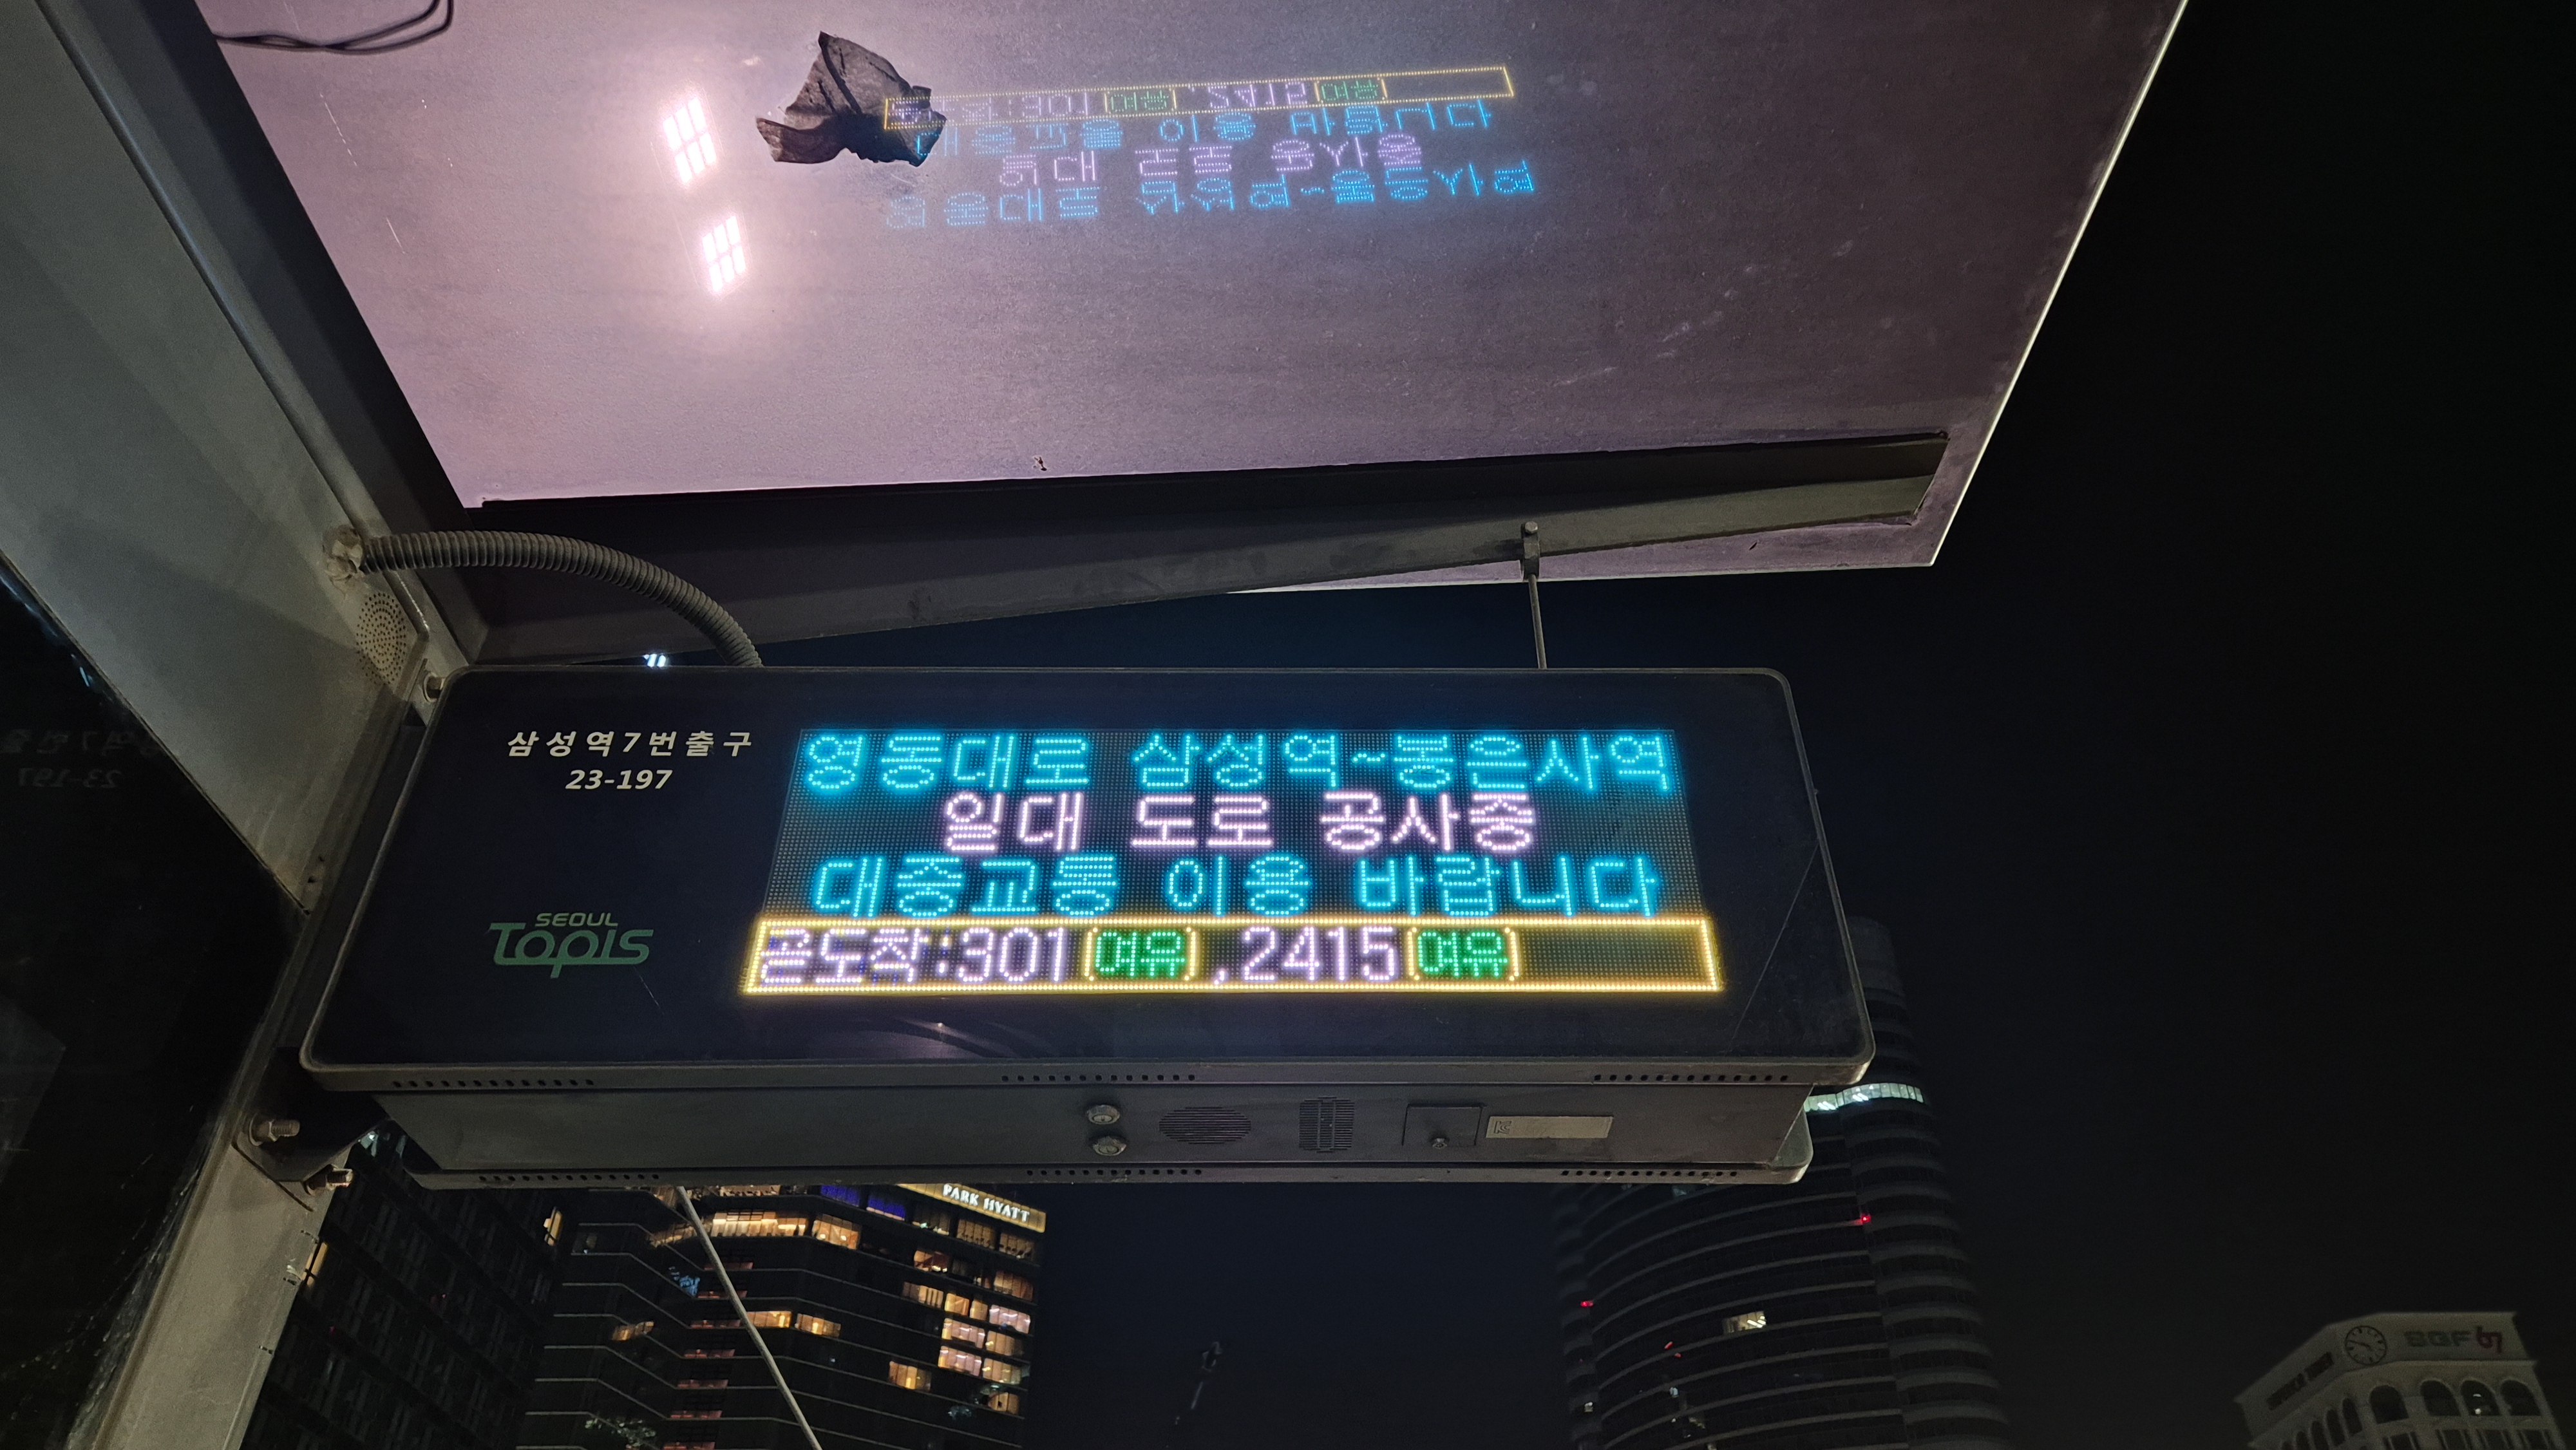 삼성역7번출구
23-197
SEOUL
TOPIS
영동대로 삼성역~봉은사역
일대 도로 공사중
대중교통 이용 바랍니다
곧도착:301(여유),2415(여유)
PARK HYATT
BGF